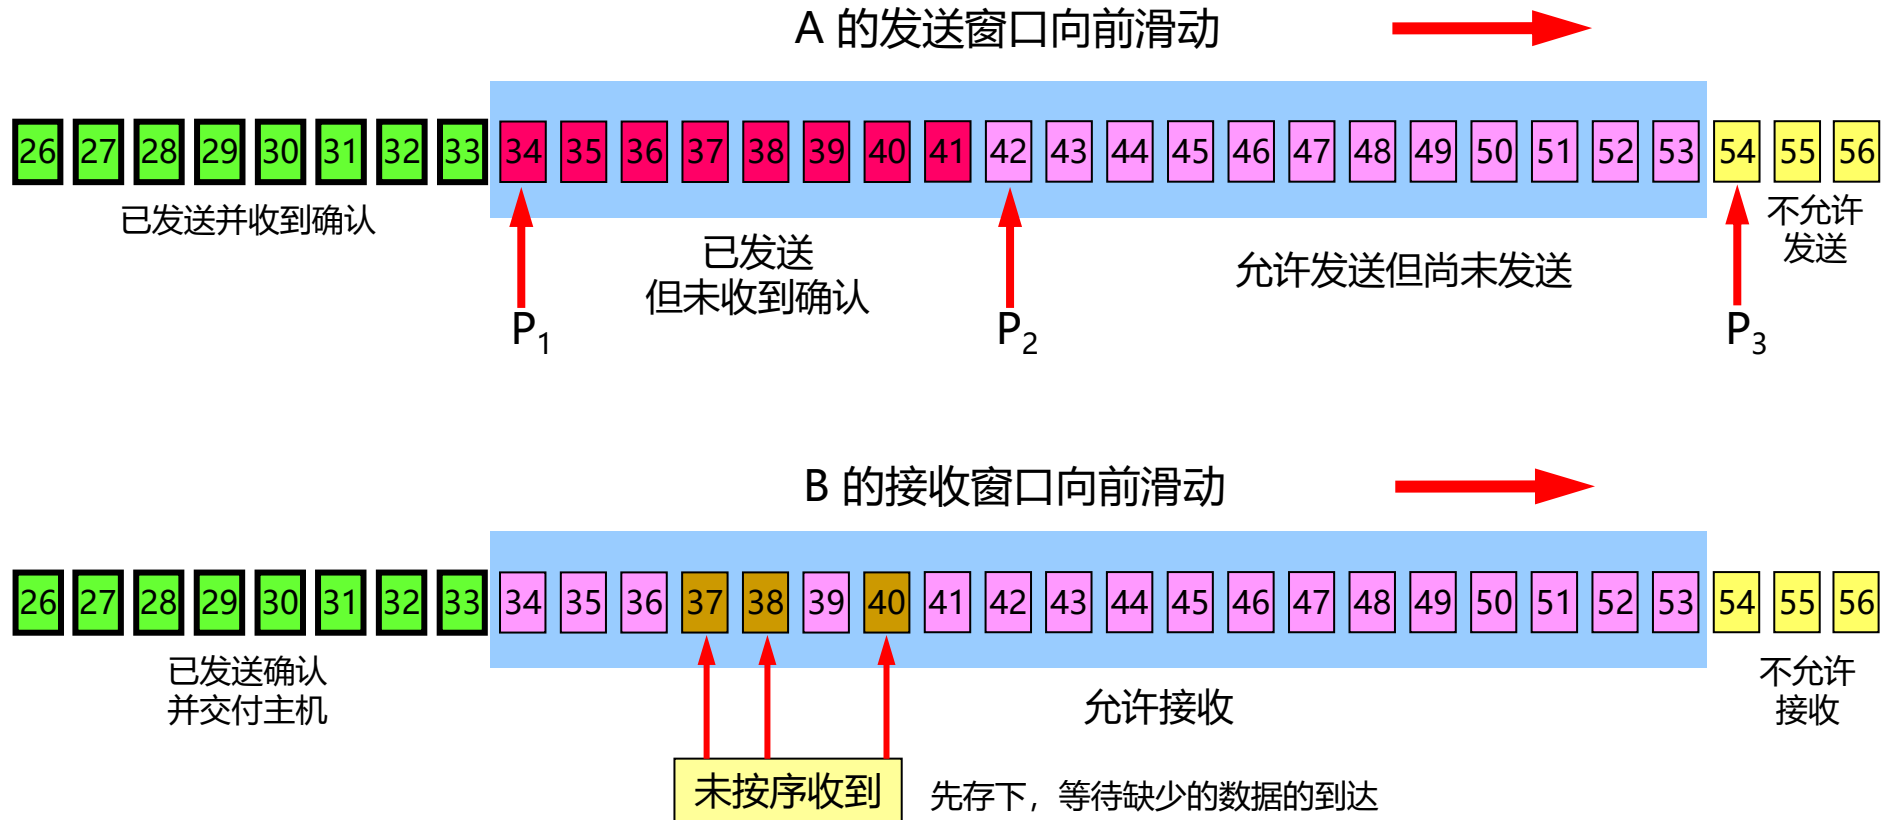 A 的发送窗口向前滑动
26 27 28 29 30 31 32 33 34 35 36 37 38 39 40 41 42 43 44 45 46 47 48 49 50 51 52 53 54 55 56
已发送并收到确认
已发送
但未收到确认
允许发送但尚未发送
不允许
发送
P1 P2 P3
B 的接收窗口向前滑动
26 27 28 29 30 31 32 33 34 35 36 37 38 39 40 41 42 43 44 45 46 47 48 49 50 51 52 53 54 55 56
已发送确认
并交付主机
允许接收
不允许
接收
未按序收到
先存下，等待缺少的数据的到达